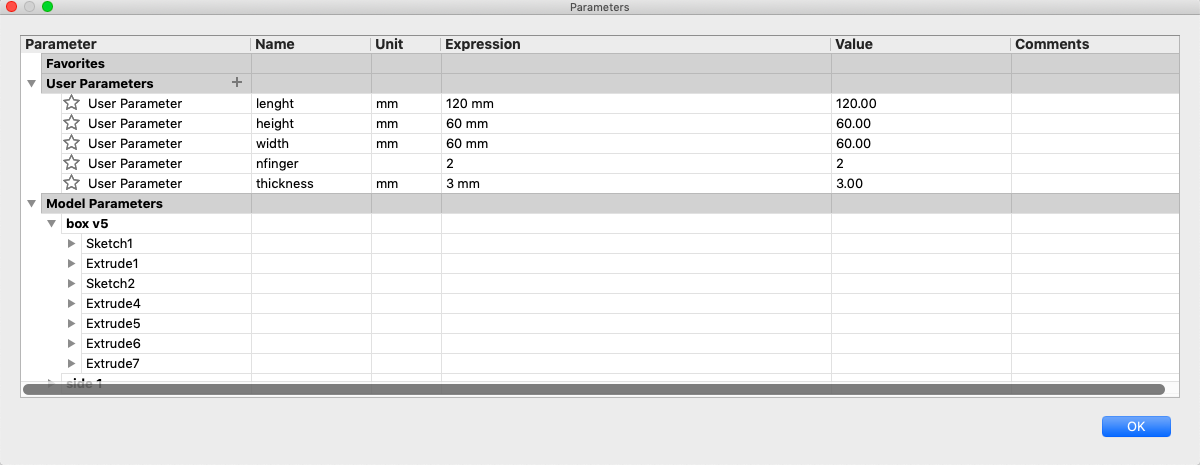 Parameters
Parameter Name Unit Expression Value Comments
Favorites
User Parameters +
User Parameter lenght mm 120 mm 120.00
User Parameter height mm 60 mm 60.00
User Parameter width mm 60 mm 60.00
User Parameter nfinger 2 2
User Parameter thickness mm 3 mm 3.00
Model Parameters
box v5
Sketch1
Extrude1
Sketch2
Extrude4
Extrude5
Extrude6
Extrude7
side 1
OK